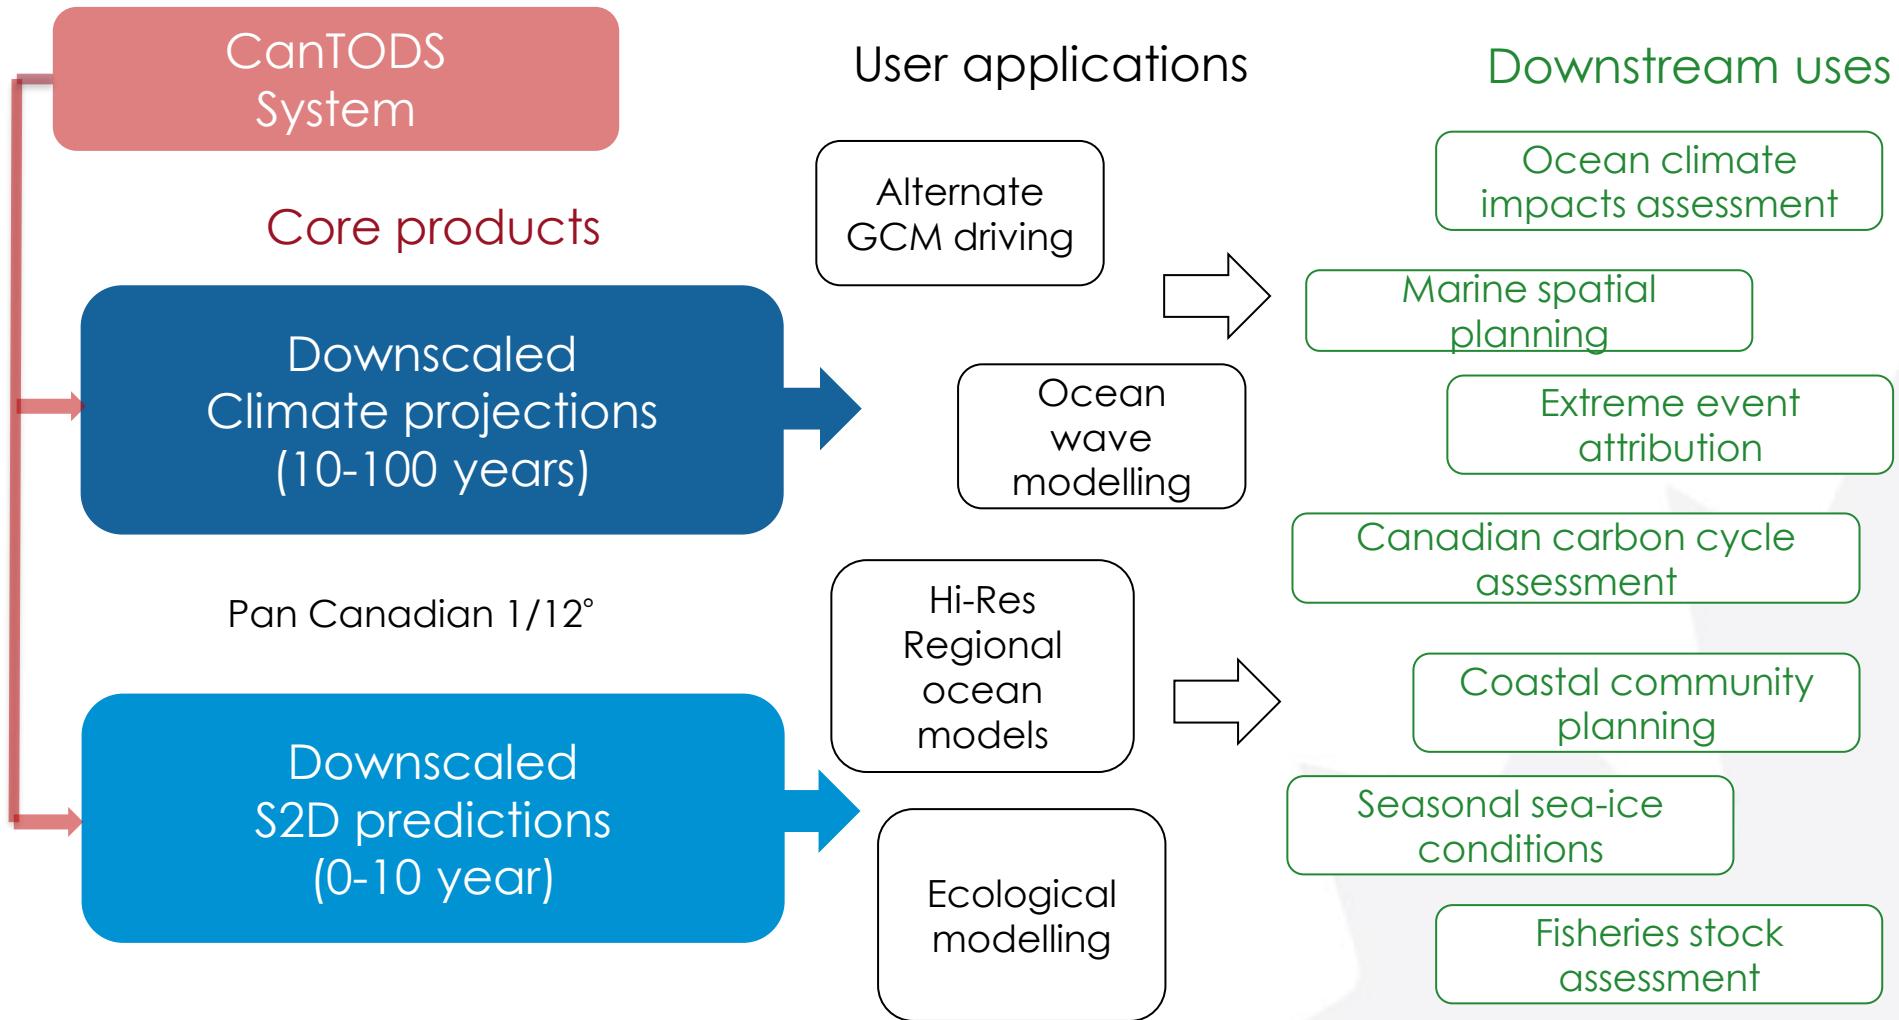 CanTODS
System
Core products
Downscaled
Climate projections
(10-100 years)
Pan Canadian 1/12°
Downscaled
S2D predictions
(0-10 year)
User applications
Alternate
GCM driving
Ocean
wave
modelling
Hi-Res
Regional
ocean
models
Ecological
modelling
Downstream uses
Ocean climate
impacts assessment
Marine spatial
planning
Extreme event
attribution
Canadian carbon cycle
assessment
Coastal community
planning
Seasonal sea-ice
conditions
Fisheries stock
assessment